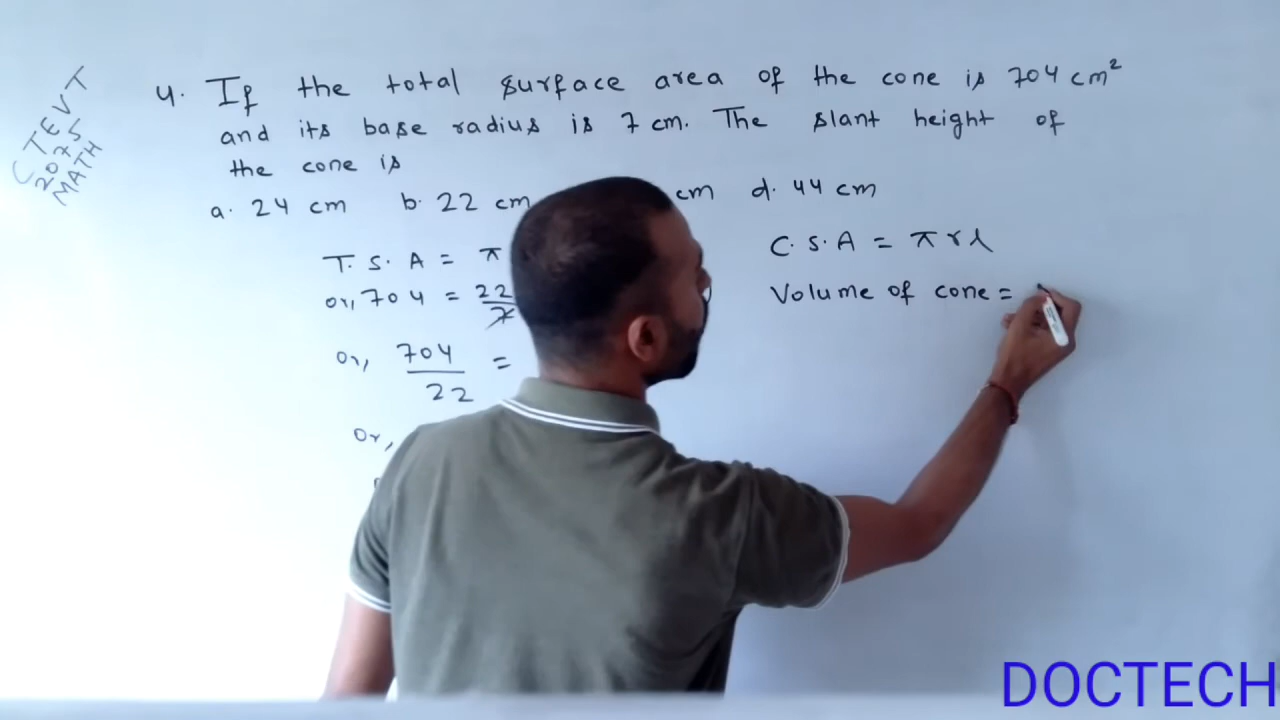 CTEVT
2075
MATH
4. If the total surface area of the cone is 704 cm²
and its base radius is 7 cm. The slant height of
the cone is
a. 24 cm b. 22 cm cm d. 44 cm
T. S. A = π
or, 704 = 22/7
or, 704/22 =
or,
C. S. A = π r l
Volume of cone =
DOCTECH